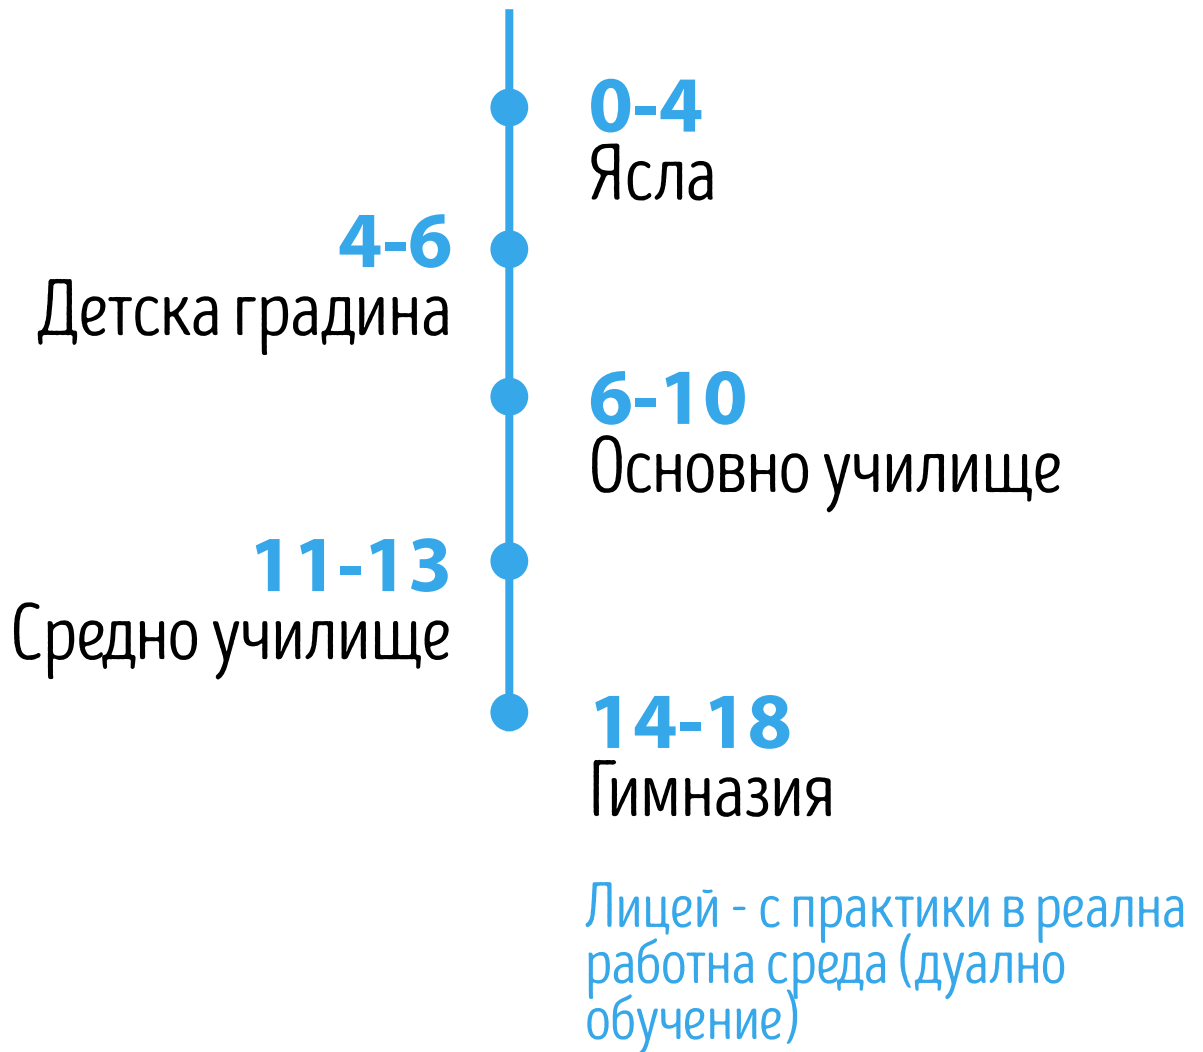 0-4
Ясла
4-6
Детска градина
6-10
Основно училище
11-13
Средно училище
14-18
Гимназия
Лицей - с практики в реална
работна среда (дуално
обучение)